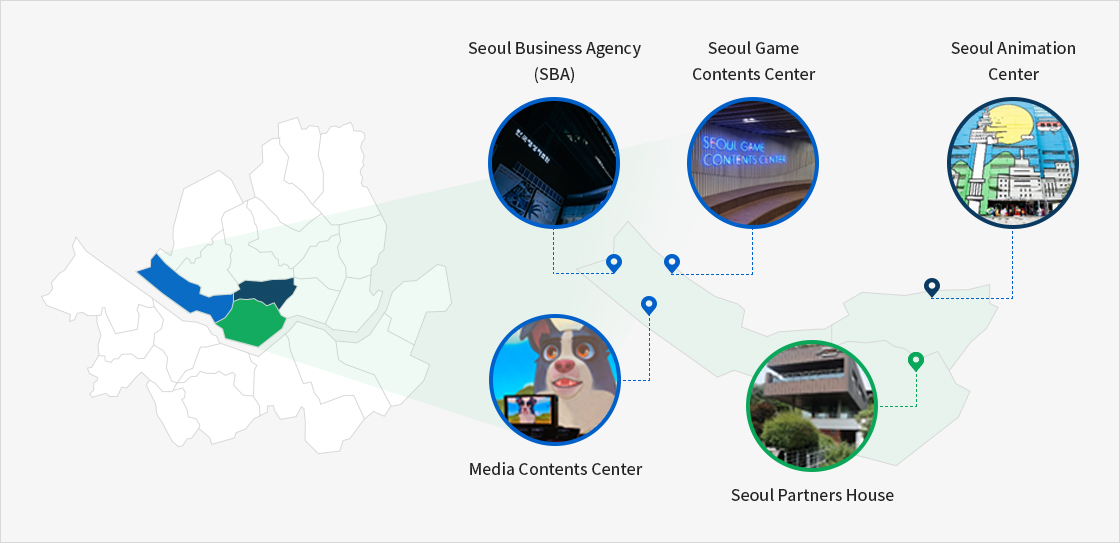 Seoul Business Agency
(SBA)
Seoul Game
Contents Center
Seoul Animation
Center
SEOUL GAME
CONTENTS CENTER
Media Contents Center
Seoul Partners House